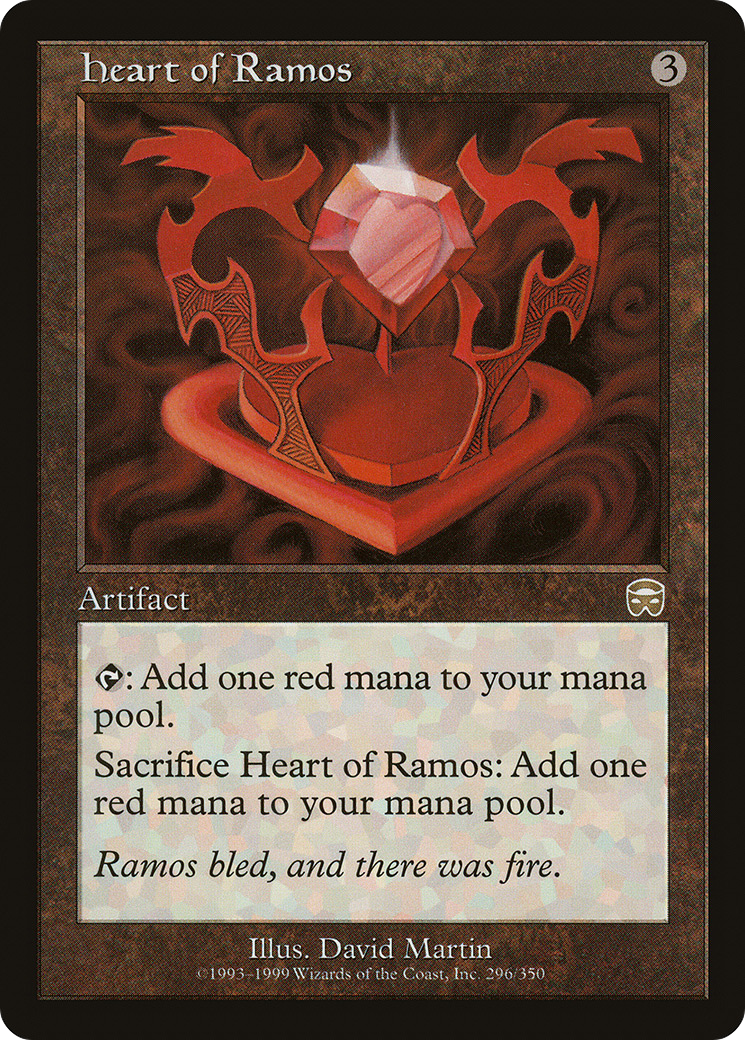 Heart of Ramos
3
Artifact
: Add one red mana to your mana
pool.
Sacrifice Heart of Ramos: Add one
red mana to your mana pool.
Ramos bled, and there was fire.
Illus. David Martin
©1993–1999 Wizards of the Coast, Inc. 296/350